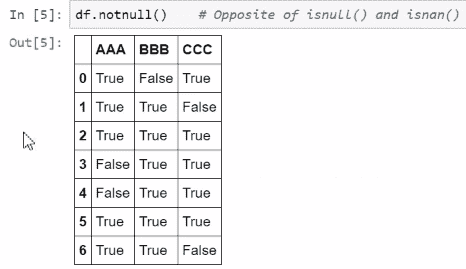 In [5]: df.notnull() # Opposite of isnull() and isnan()
Out[5]:
AAA BBB CCC
0 True False True
1 True True False
2 True True True
3 False True True
4 False True True
5 True True True
6 True True False